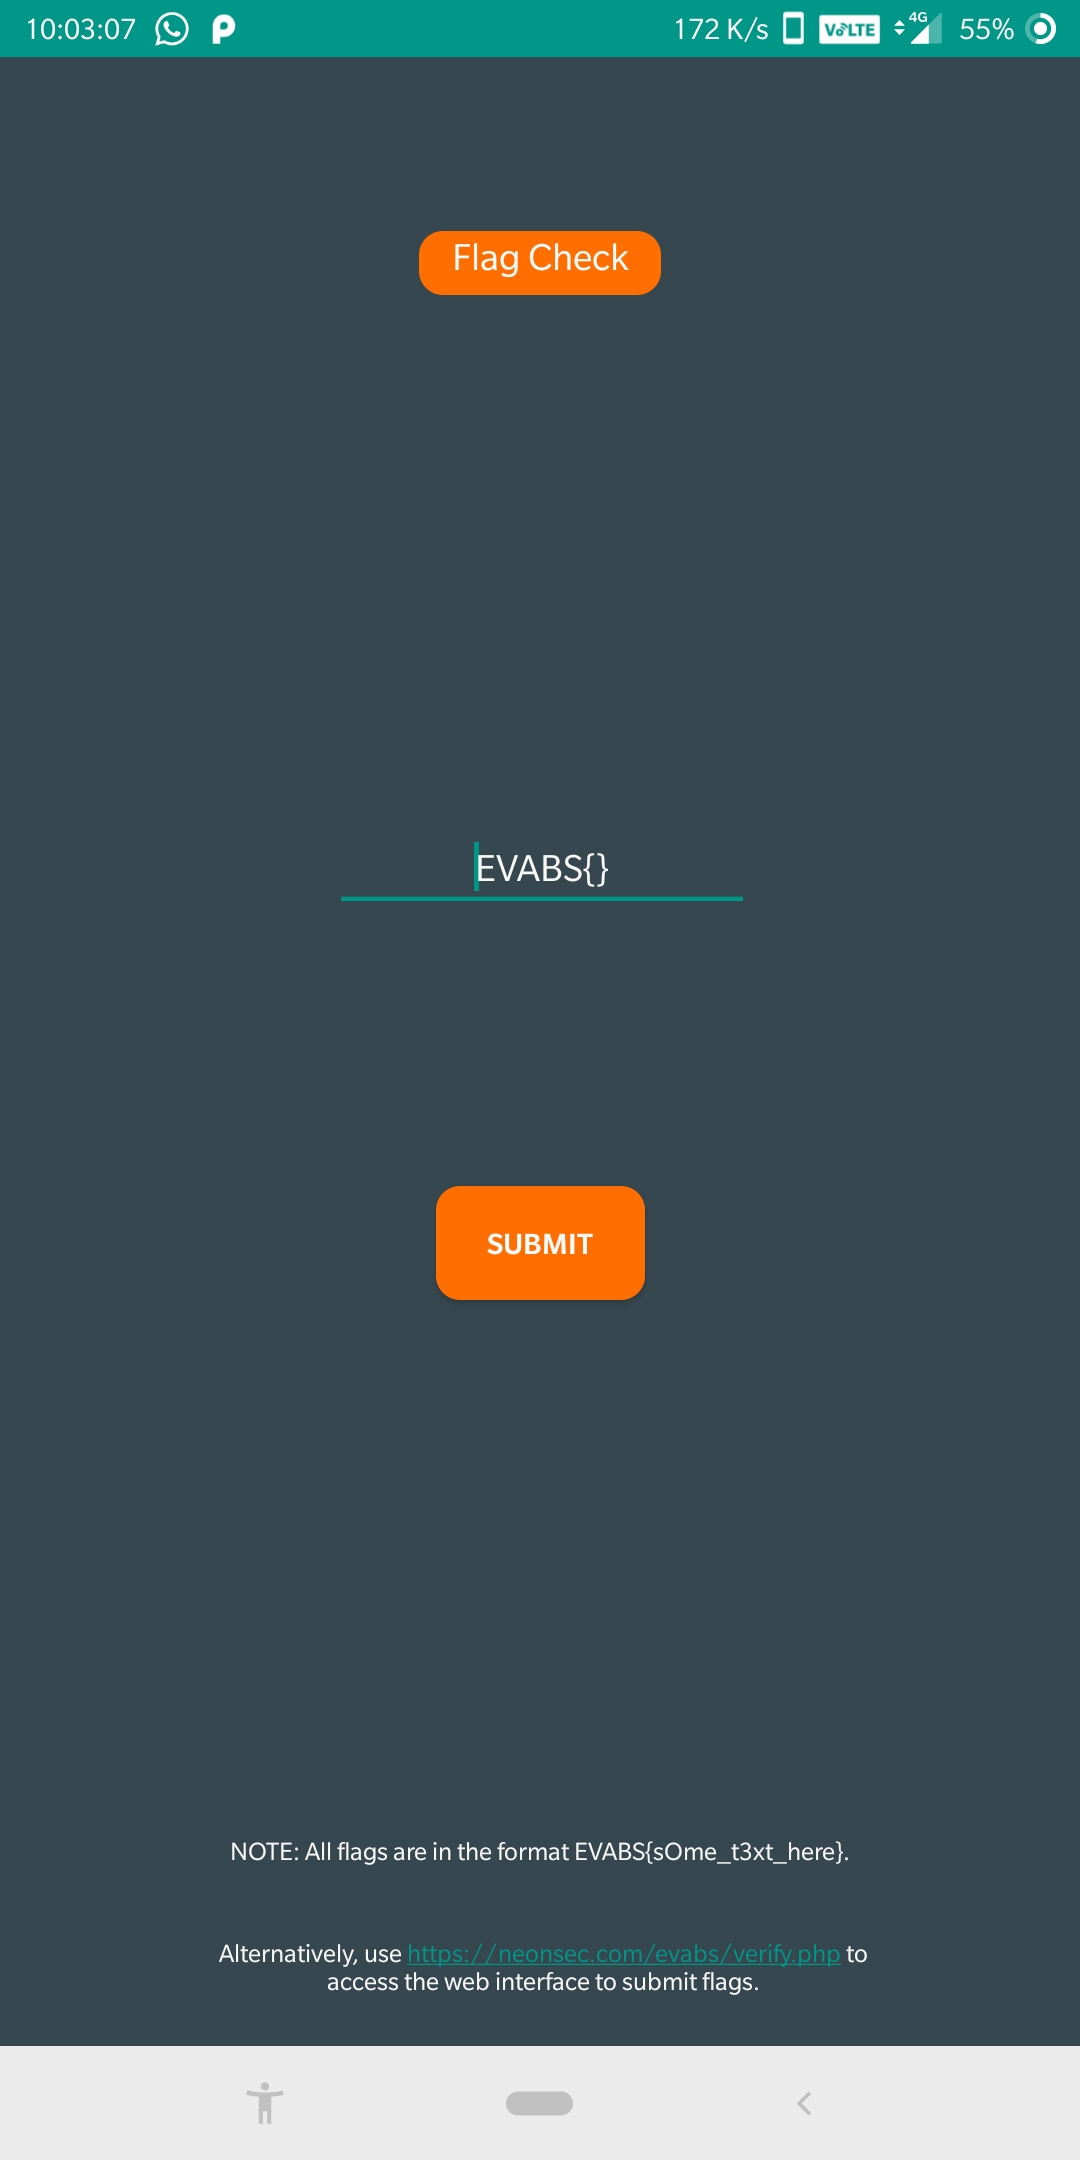 10:03:07 172 K/s VoLTE 4G 55%
Flag Check
EVABS{}
SUBMIT
NOTE: All flags are in the format EVABS{sOme_t3xt_here}.
Alternatively, use https://neonsec.com/evabs/verify.php to
access the web interface to submit flags.